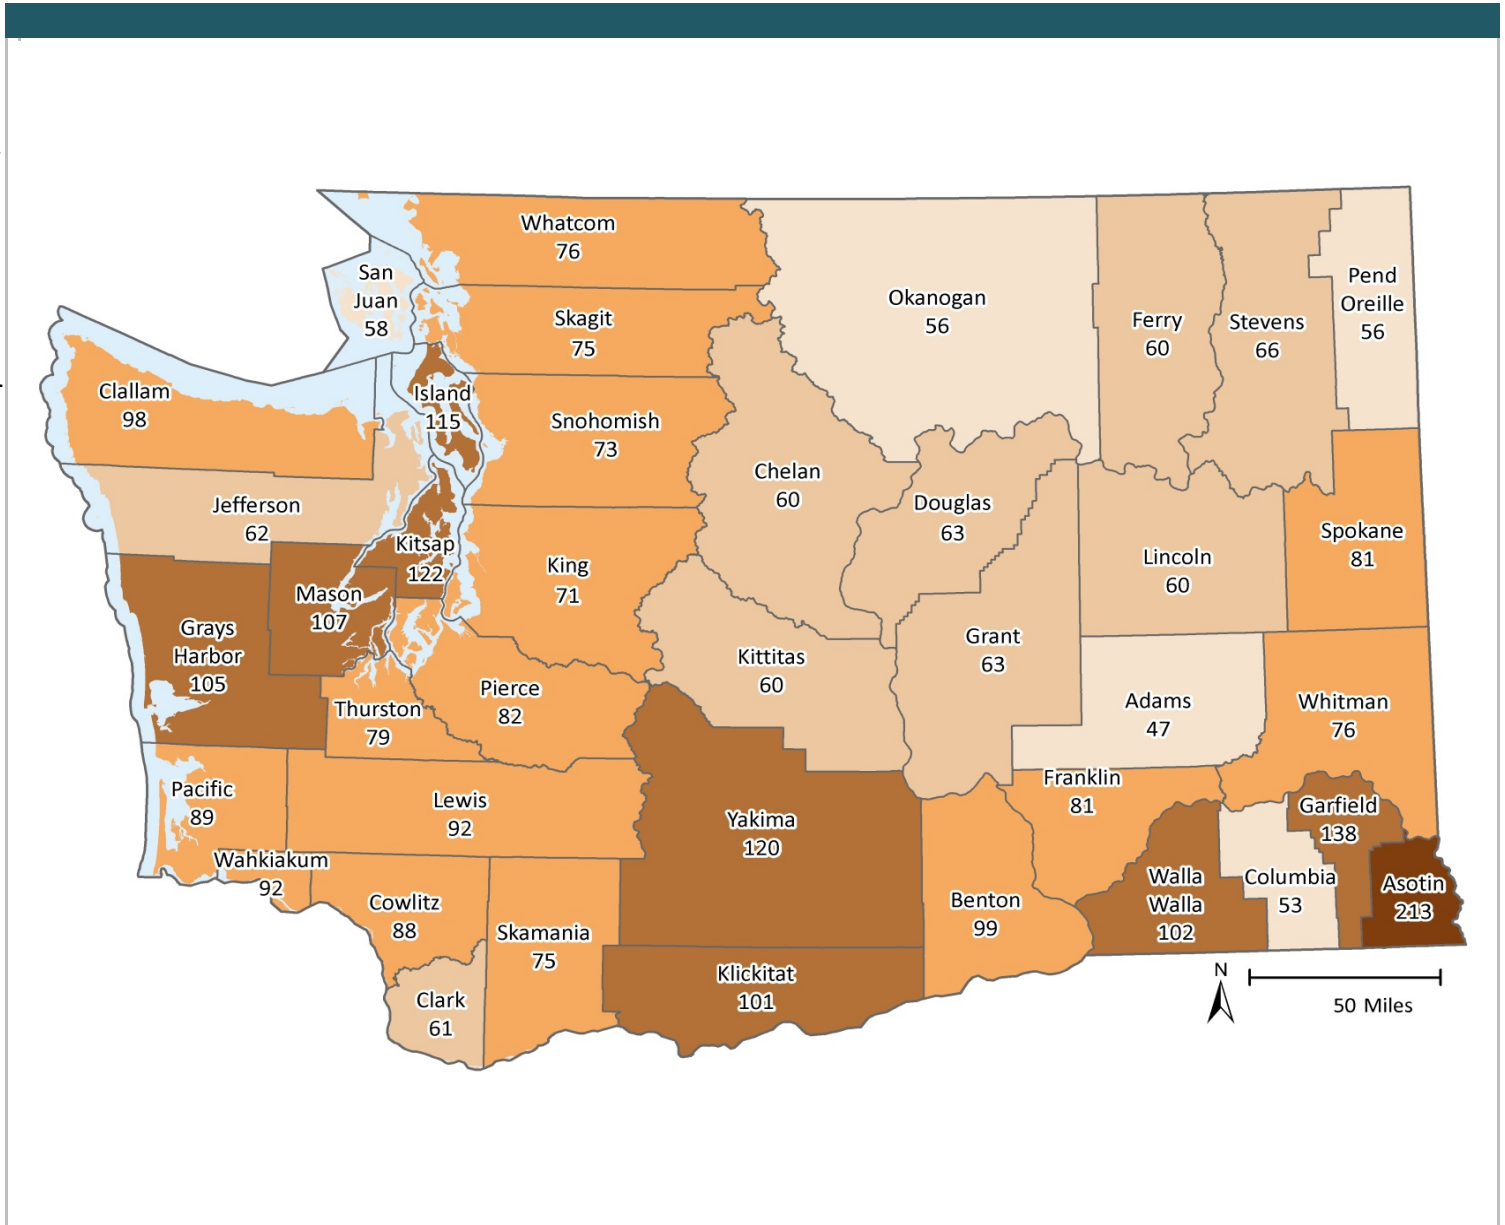 Whatcom
76
San
Juan
58
Skagit
75
Okanogan
56
Ferry
60
Stevens
66
Pend
Oreille
56
Clallam
98
Island
115
Snohomish
73
Chelan
60
Douglas
63
Jefferson
62
Kitsap
122
King
71
Lincoln
60
Spokane
81
Mason
107
Grays
Harbor
105
Kittitas
60
Grant
63
Adams
47
Whitman
76
Thurston
79
Pierce
82
Pacific
89
Lewis
92
Yakima
120
Franklin
81
Garfield
138
Wahkiakum
92
Cowlitz
88
Skamania
75
Benton
99
Walla
Walla
102
Columbia
53
Asotin
213
Clark
61
Klickitat
101
N
50 Miles